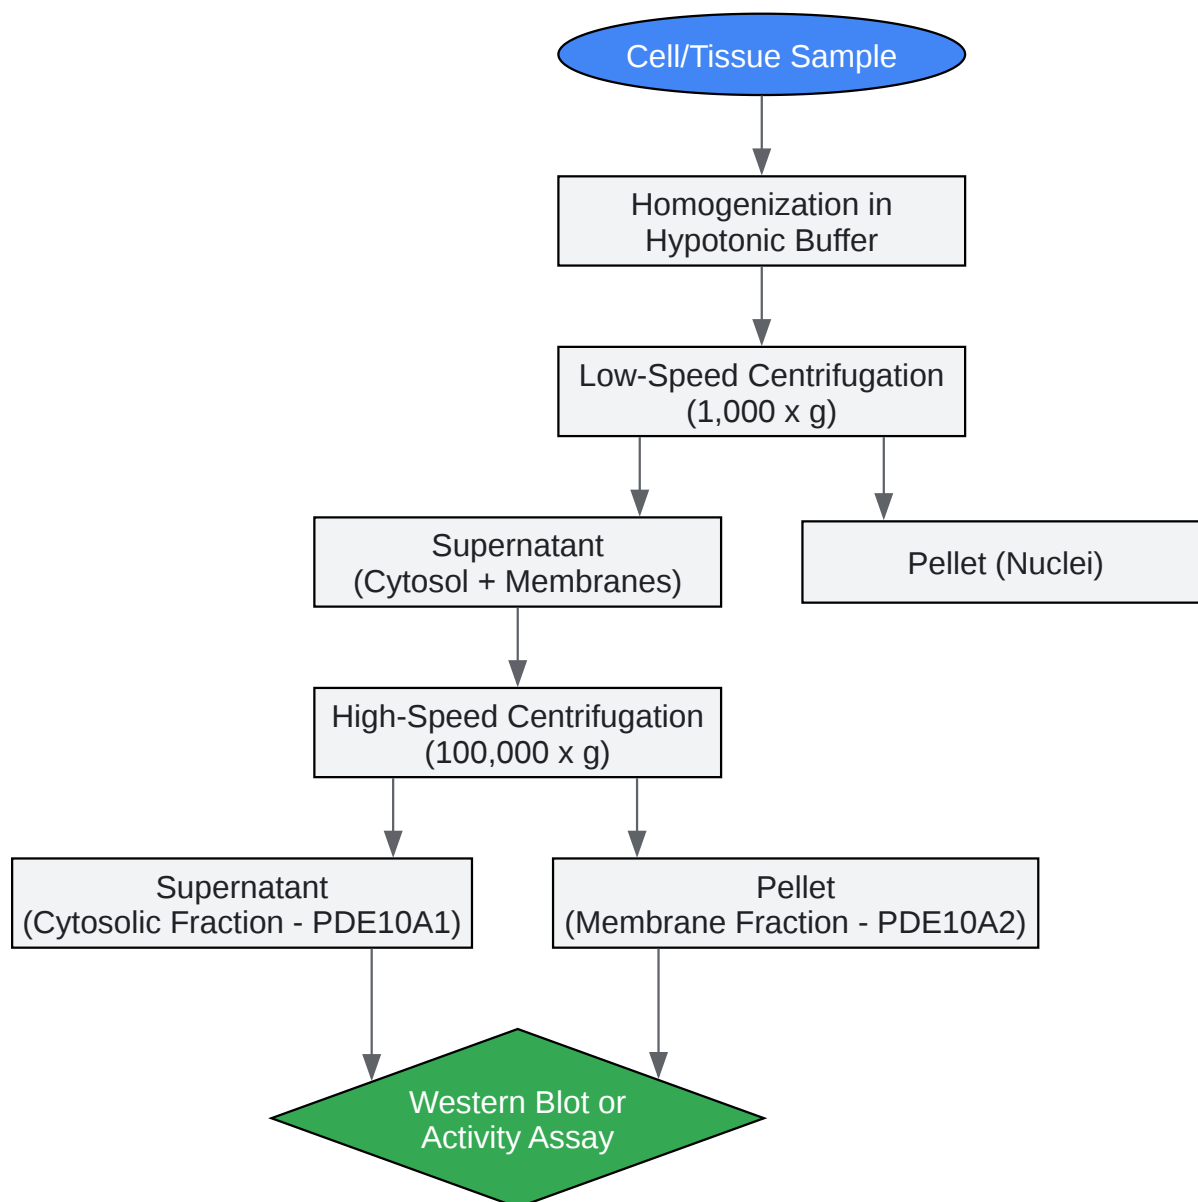 Cell/Tissue Sample
Homogenization in
Hypotonic Buffer
Low-Speed Centrifugation
(1,000 x g)
Supernatant
(Cytosol + Membranes)
Pellet (Nuclei)
High-Speed Centrifugation
(100,000 x g)
Supernatant
(Cytosolic Fraction - PDE10A1)
Pellet
(Membrane Fraction - PDE10A2)
Western Blot or
Activity Assay